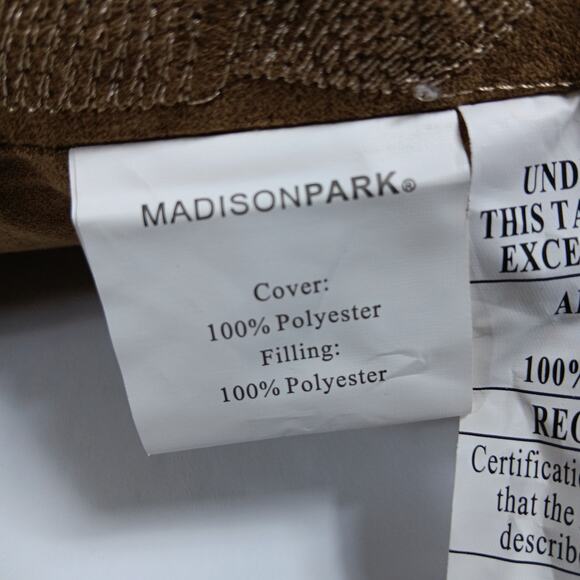 MADISONPARK®
Cover:
100% Polyester
Filling:
100% Polyester
UND
THIS TA
EXCE
100%
REC
Certificati
that the
describ